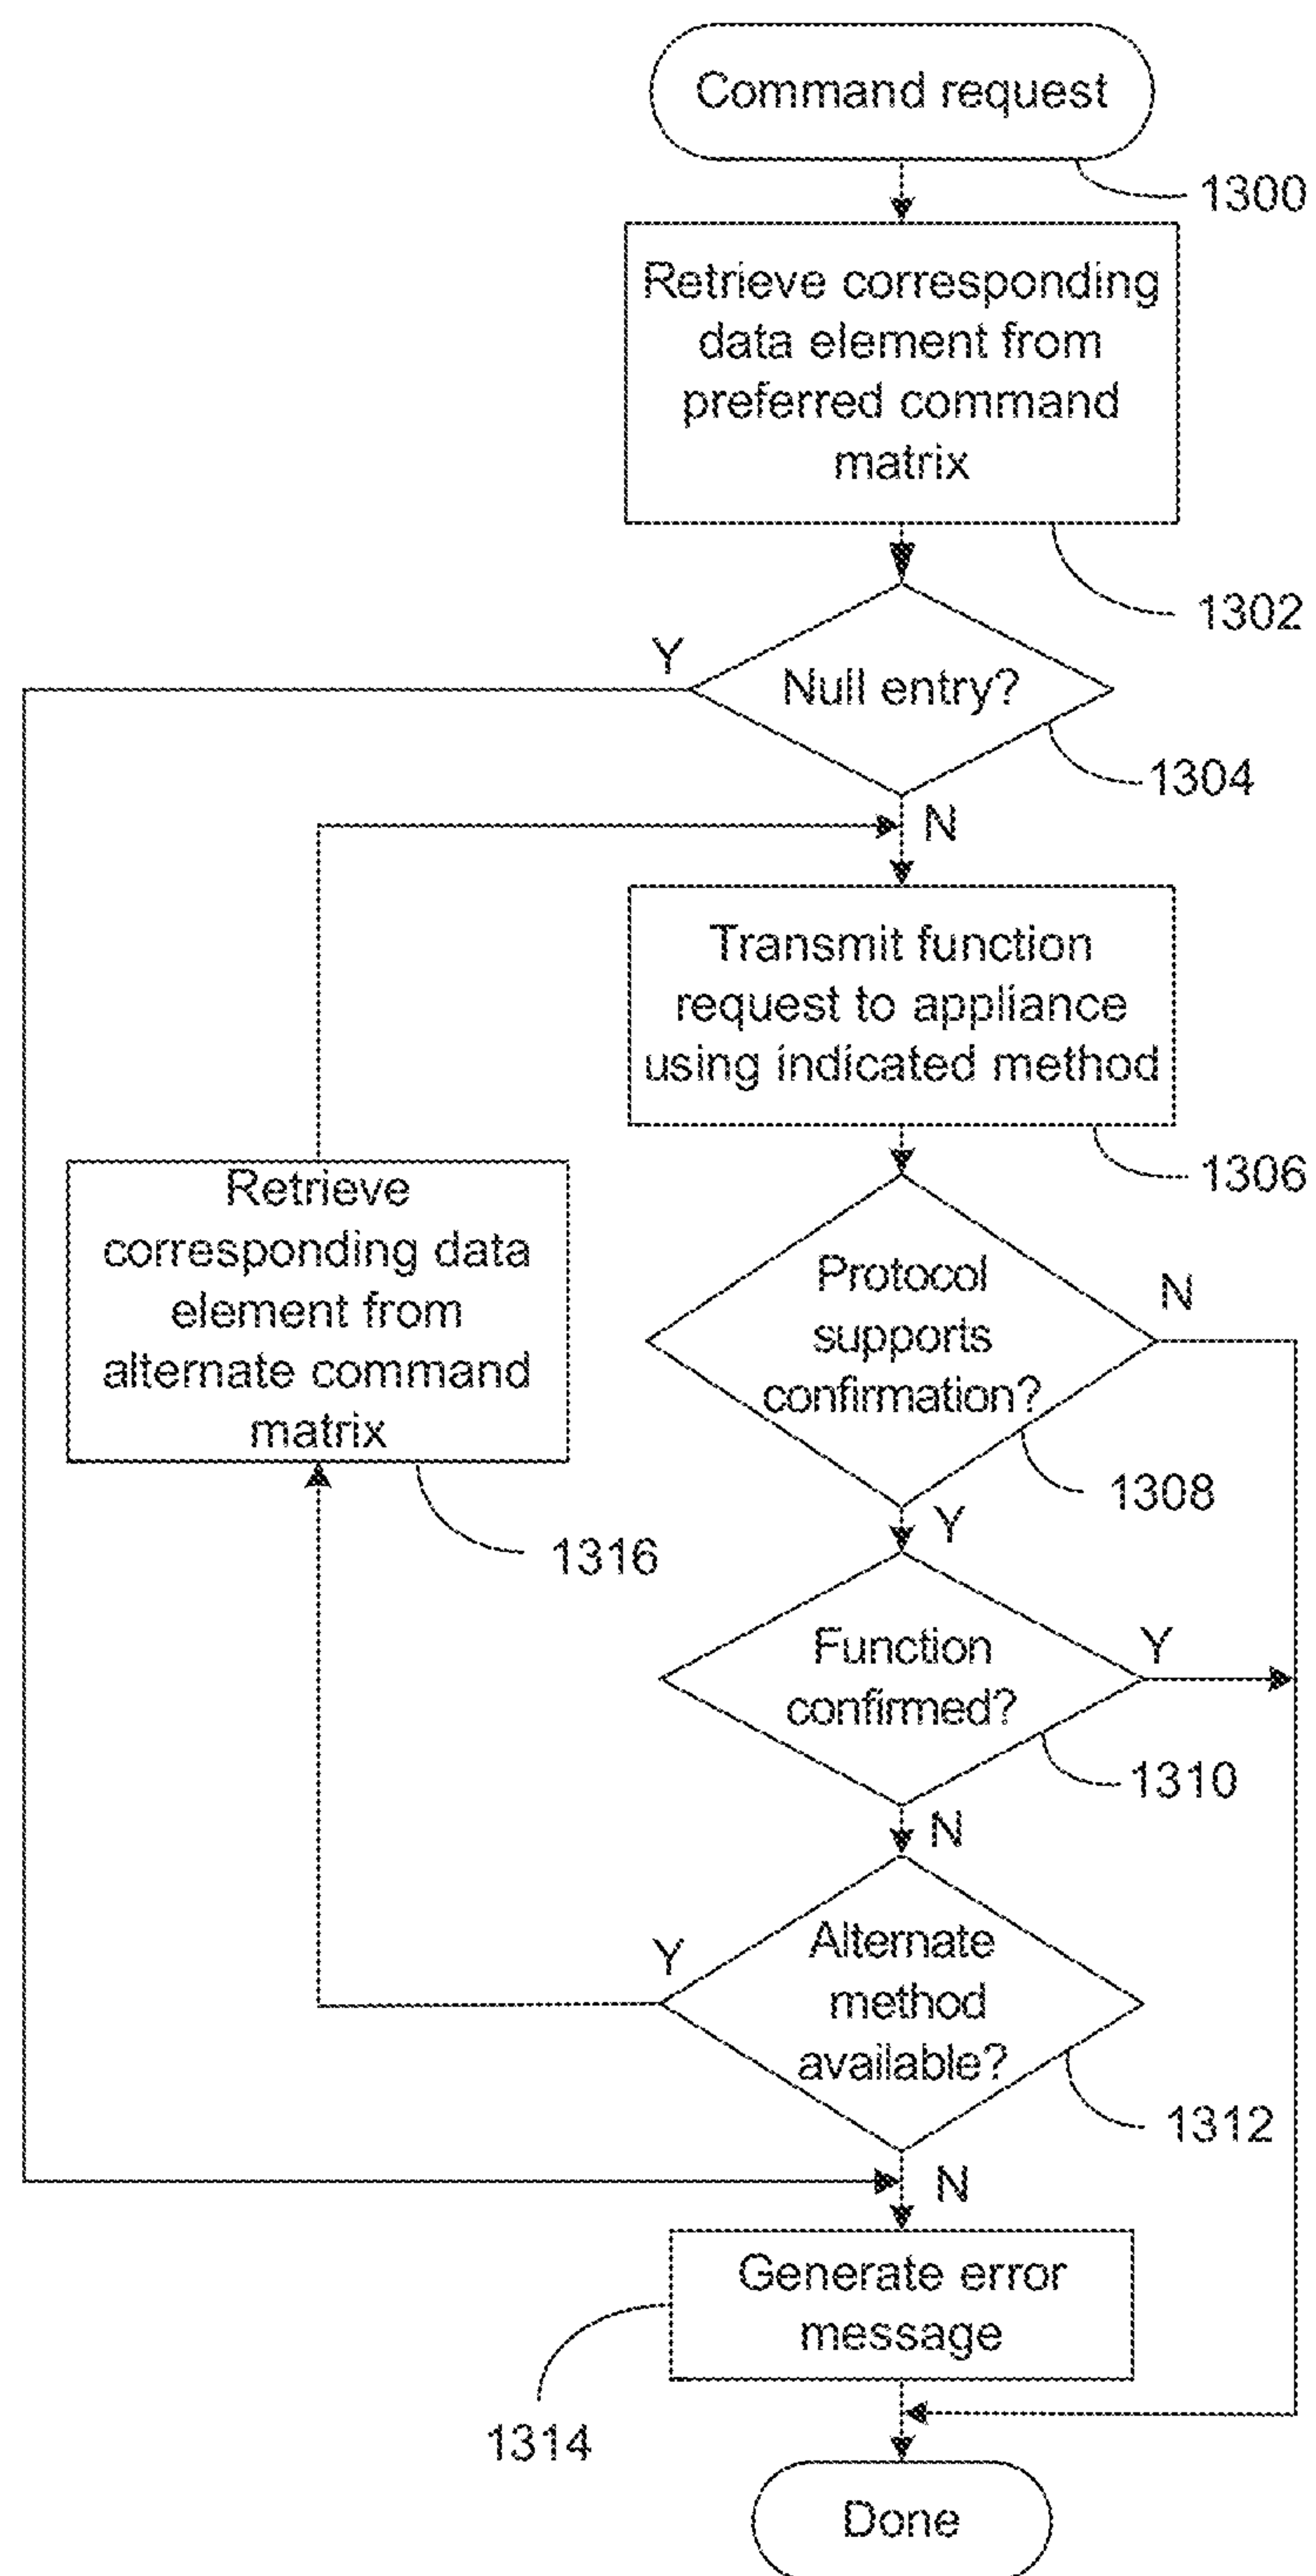 Command request
1300
Retrieve corresponding
data element from
preferred command
matrix
1302
Y
Null entry?
1304
N
Transmit function
request to appliance
using indicated method
1306
Retrieve
corresponding data
element from
alternate command
matrix
1316
Protocol
supports
confirmation?
N
1308
Y
Function
confirmed?
Y
1310
N
Alternate
method
available?
Y
1312
N
Generate error
message
1314
Done